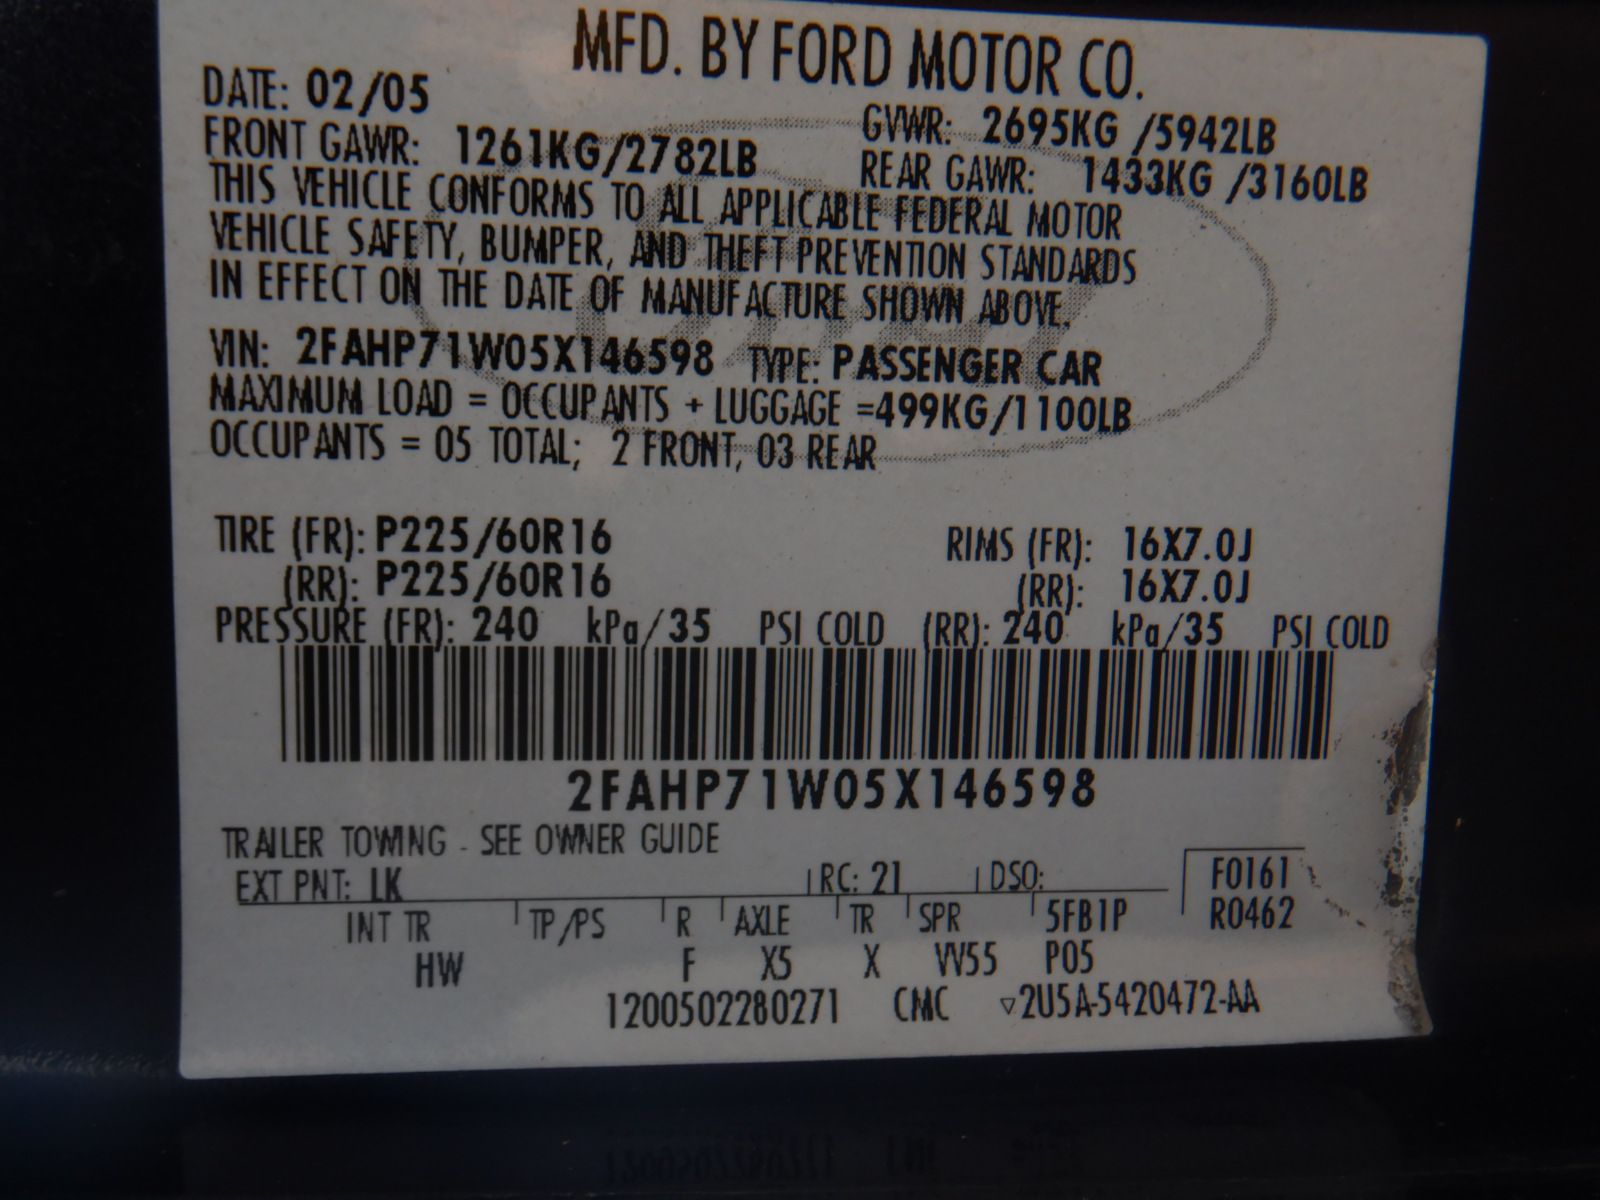 MFD. BY FORD MOTOR CO.
DATE: 02/05
GVWR: 2695KG /5942LB
FRONT GAWR: 1261KG/2782LB
REAR GAWR: 1433KG /3160LB
THIS VEHICLE CONFORMS TO ALL APPLICABLE FEDERAL MOTOR
VEHICLE SAFETY, BUMPER, AND THEFT PREVENTION STANDARDS
IN EFFECT ON THE DATE OF MANUFACTURE SHOWN ABOVE.
VIN: 2FAHP71W05X146598 TYPE: PASSENGER CAR
MAXIMUM LOAD = OCCUPANTS + LUGGAGE =499KG/1100LB
OCCUPANTS = 05 TOTAL; 2 FRONT, 03 REAR
TIRE (FR): P225/60R16 RIMS (FR): 16X7.0J
(RR): P225/60R16 (RR): 16X7.0J
PRESSURE (FR): 240 kPa/35 PSI COLD (RR): 240 kPa/35 PSI COLD
2FAHP71W05X146598
TRAILER TOWING - SEE OWNER GUIDE
EXT PNT: LK RC: 21 DSO: F0161
INT TR TP/PS R AXLE TR SPR 5FB1P R0462
HW F X5 X VV55 P05
1200502280271 CMC ▽2U5A-5420472-AA